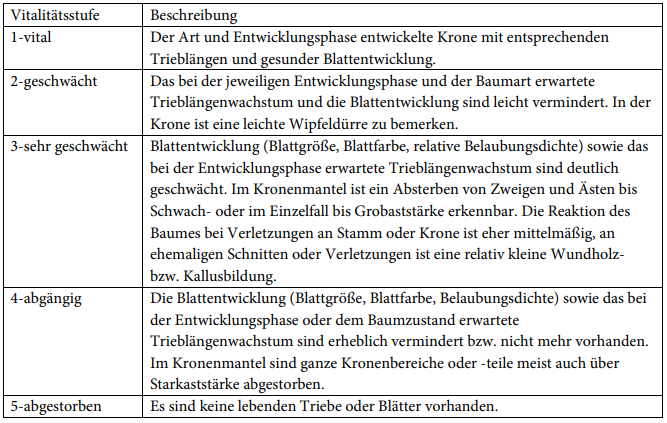 Vitalitätsstufe Beschreibung
1-vital Der Art und Entwicklungsphase entwickelte Krone mit entsprechenden
Trieblängen und gesunder Blattentwicklung.
2-geschwächt Das bei der jeweiligen Entwicklungsphase und der Baumart erwartete
Trieblängenwachstum und die Blattentwicklung sind leicht vermindert. In der
Krone ist eine leichte Wipfeldürre zu bemerken.
3-sehr geschwächt Blattentwicklung (Blattgröße, Blattfarbe, relative Belaubungsdichte) sowie das
bei der Entwicklungsphase erwartete Trieblängenwachstum sind deutlich
geschwächt. Im Kronenmantel ist ein Absterben von Zweigen und Ästen bis
Schwach- oder im Einzelfall bis Grobaststärke erkennbar. Die Reaktion des
Baumes bei Verletzungen an Stamm oder Krone ist eher mittelmäßig, an
ehemaligen Schnitten oder Verletzungen ist eine relativ kleine Wundholz-
bzw. Kallusbildung.
4-abgängig Die Blattentwicklung (Blattgröße, Blattfarbe, Belaubungsdichte) sowie das bei
der Entwicklungsphase oder dem Baumzustand erwartete
Trieblängenwachstum sind erheblich vermindert bzw. nicht mehr vorhanden.
Im Kronenmantel sind ganze Kronenbereiche oder -teile meist auch über
Starkaststärke abgestorben.
5-abgestorben Es sind keine lebenden Triebe oder Blätter vorhanden.